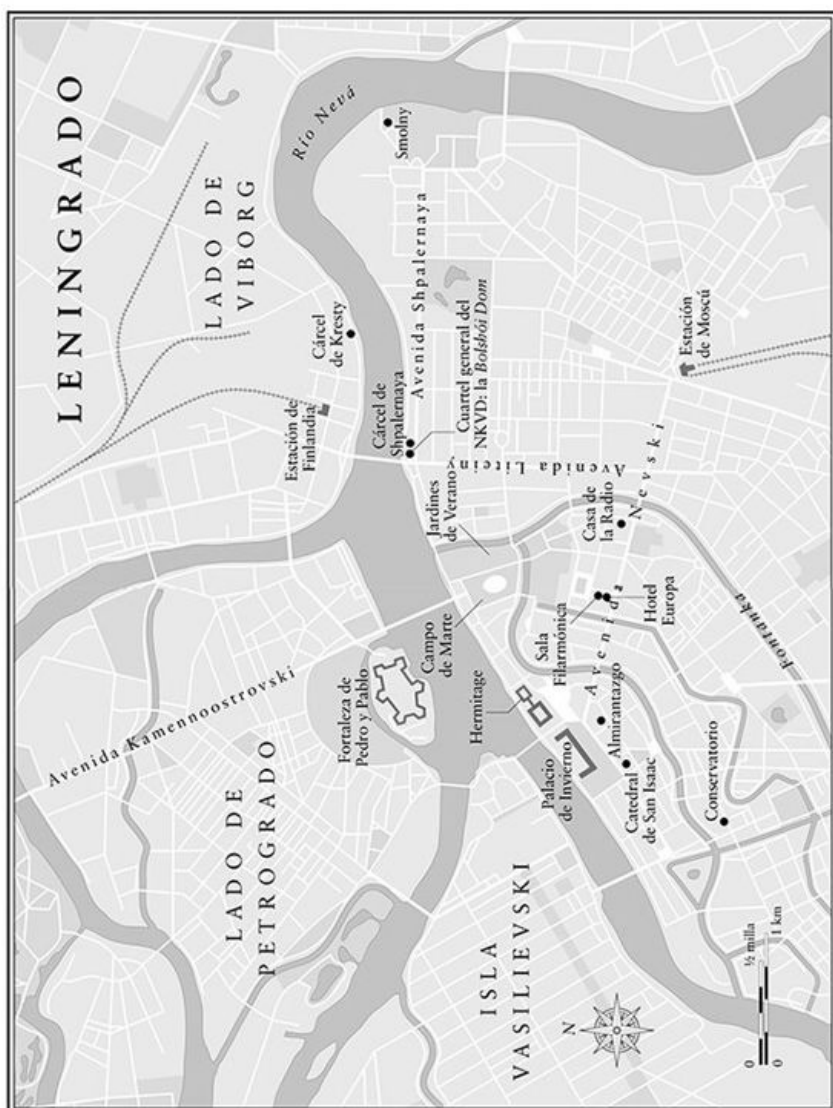 LENINGRADO
LADO DE
VIBORG
Río Nevá
Smolny
Cárcel
de Kresty
Estación de
Finlandia
Cárcel de
Shpalernaya
Avenida Shpalernaya
Cuartel general del
NKVD: la Bolshói Dom
Avenida Liteiny
Estación
de Moscú
Jardines
de Verano
Casa de
la Radio
Avenida Nevski
Campo
de Marte
Sala
Filarmónica
Hotel
Europa
Fontanka
Avenida Kamennoostrovski
Fortaleza de
Pedro y Pablo
LADO DE
PETROGRADO
Hermitage
Palacio
de Invierno
Almirantazgo
Catedral
de San Isaac
Conservatorio
ISLA
VASILIEVSKI
N
0 ½ milla
0 1 km